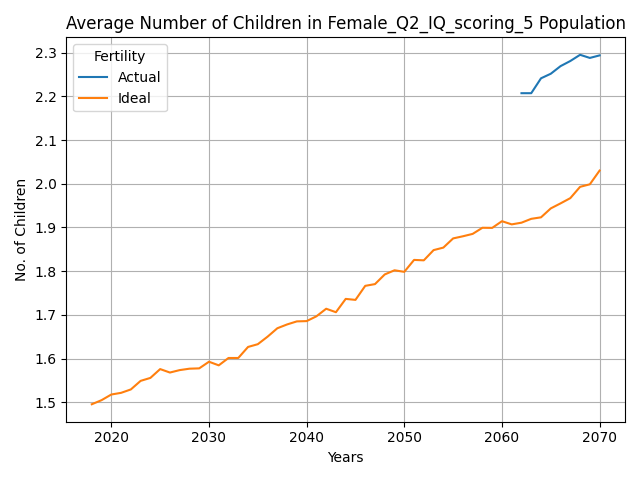 Average Number of Children in Female_Q2_IQ_scoring_5 Population
Fertility
Actual
Ideal
No. of Children
2.3
2.2
2.1
2.0
1.9
1.8
1.7
1.6
1.5
2020
2030
2040
2050
2060
2070
Years